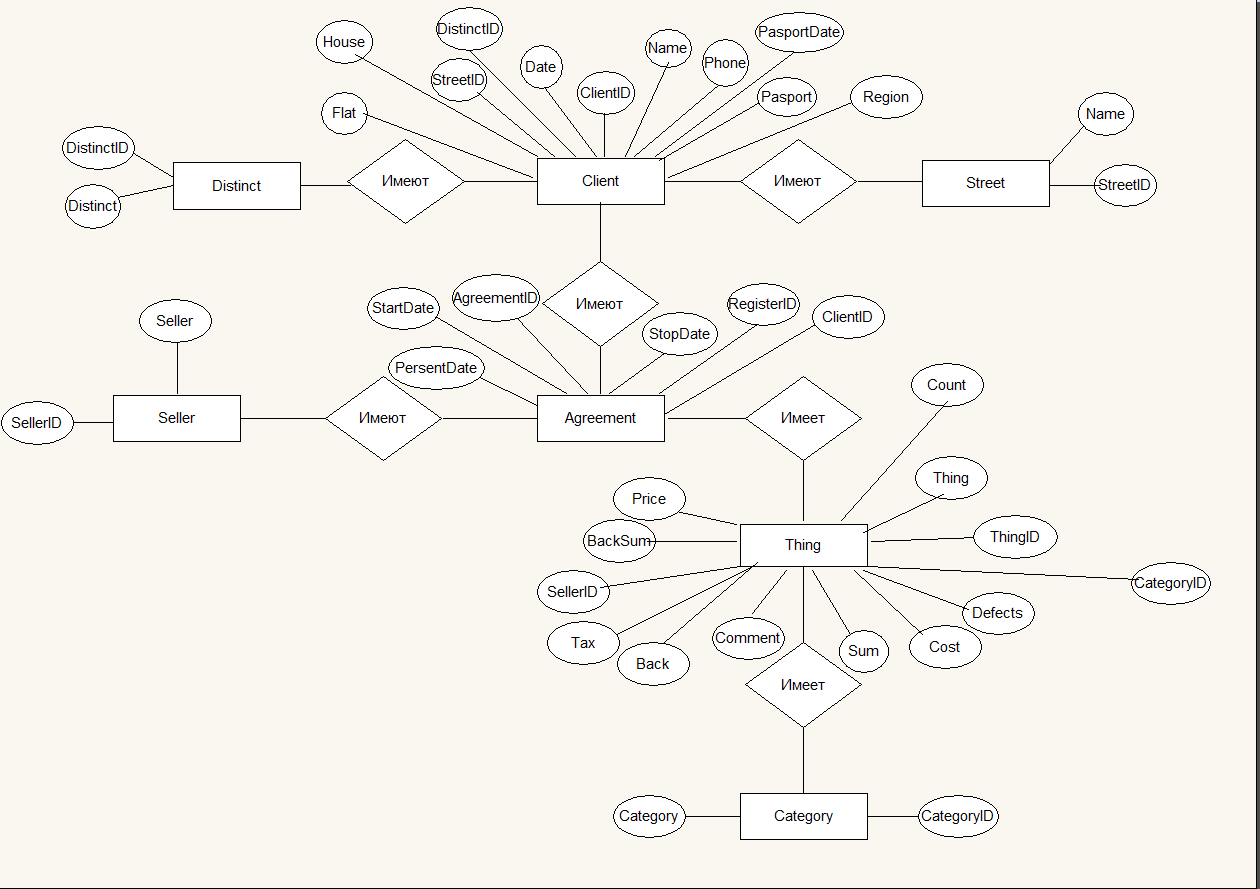 DistinctID
PasportDate
House
Name
Phone
Date
StreetID
ClientID
Pasport
Region
Flat
Name
DistinctID
Distinct
Имеют
Client
Имеют
Street
StreetID
Distinct
AgreementID
Имеют
RegisterID
StartDate
ClientID
Seller
StopDate
PersentDate
Count
SellerID
Seller
Имеют
Agreement
Имеет
Thing
Price
ThingID
BackSum
Thing
CategoryID
SellerID
Defects
Tax
Comment
Sum
Cost
Back
Имеет
Category
Category
CategoryID